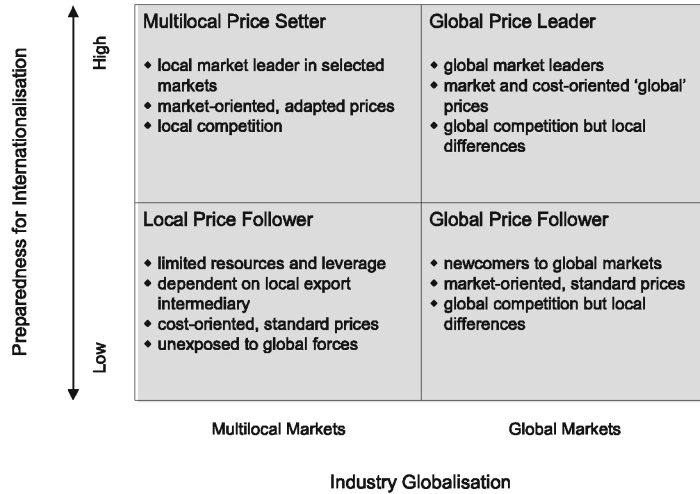 Preparedness for Internationalisation
High
Low
Multilocal Price Setter
◆ local market leader in selected
markets
◆ market-oriented, adapted prices
◆ local competition
Global Price Leader
◆ global market leaders
◆ market and cost-oriented ‘global’
prices
◆ global competition but local
differences
Local Price Follower
◆ limited resources and leverage
◆ dependent on local export
intermediary
◆ cost-oriented, standard prices
◆ unexposed to global forces
Global Price Follower
◆ newcomers to global markets
◆ market-oriented, standard prices
◆ global competition but local
differences
Multilocal Markets
Global Markets
Industry Globalisation